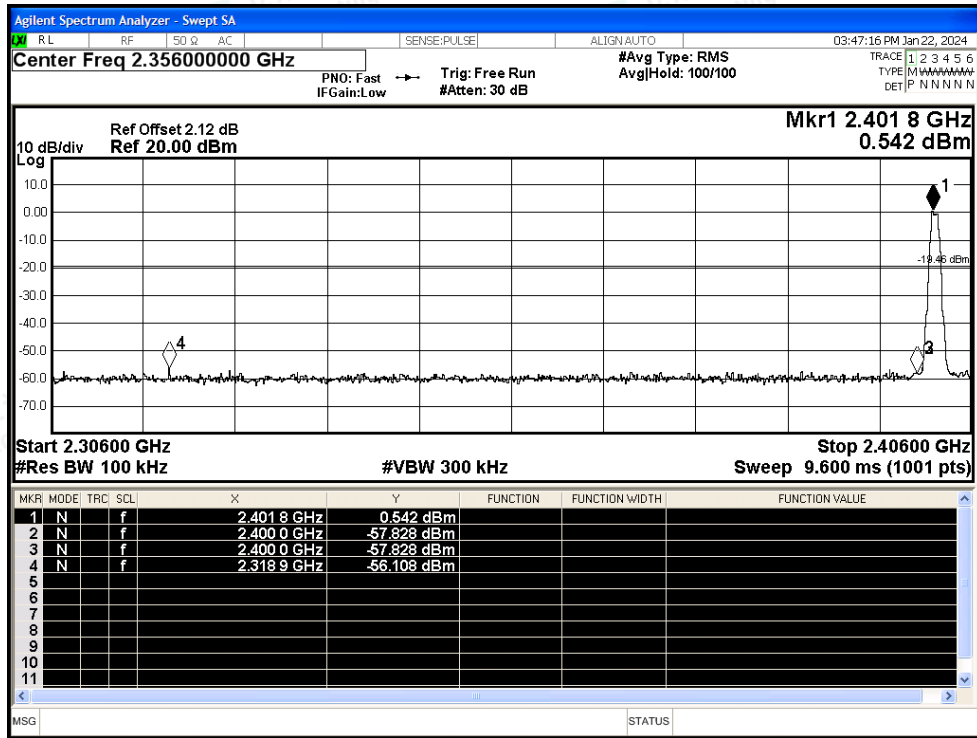 Agilent Spectrum Analyzer - Swept SA
LXI RL RF 50 Ω AC SENSE:PULSE ALIGN AUTO 03:47:16 PM Jan 22, 2024
Center Freq 2.356000000 GHz
PNO: Fast
IFGain:Low
Trig: Free Run
#Atten: 30 dB
#Avg Type: RMS
Avg|Hold: 100/100
TRACE 1 2 3 4 5 6
TYPE M
DET P N N N N N
Mkr1 2.401 8 GHz
0.542 dBm
Ref Offset 2.12 dB
10 dB/div Ref 20.00 dBm
Log
10.0
0.00
-10.0
-20.0
-30.0
-40.0
-50.0
-60.0
-70.0
1
-19.46 dBm
4
3
Start 2.30600 GHz Stop 2.40600 GHz
#Res BW 100 kHz #VBW 300 kHz Sweep 9.600 ms (1001 pts)
MKR MODE TRC SCL X Y FUNCTION FUNCTION WIDTH FUNCTION VALUE
1 N f 2.401 8 GHz 0.542 dBm
2 N f 2.400 0 GHz -57.828 dBm
3 N f 2.400 0 GHz -57.828 dBm
4 N f 2.318 9 GHz -56.108 dBm
5
6
7
8
9
10
11
MSG STATUS